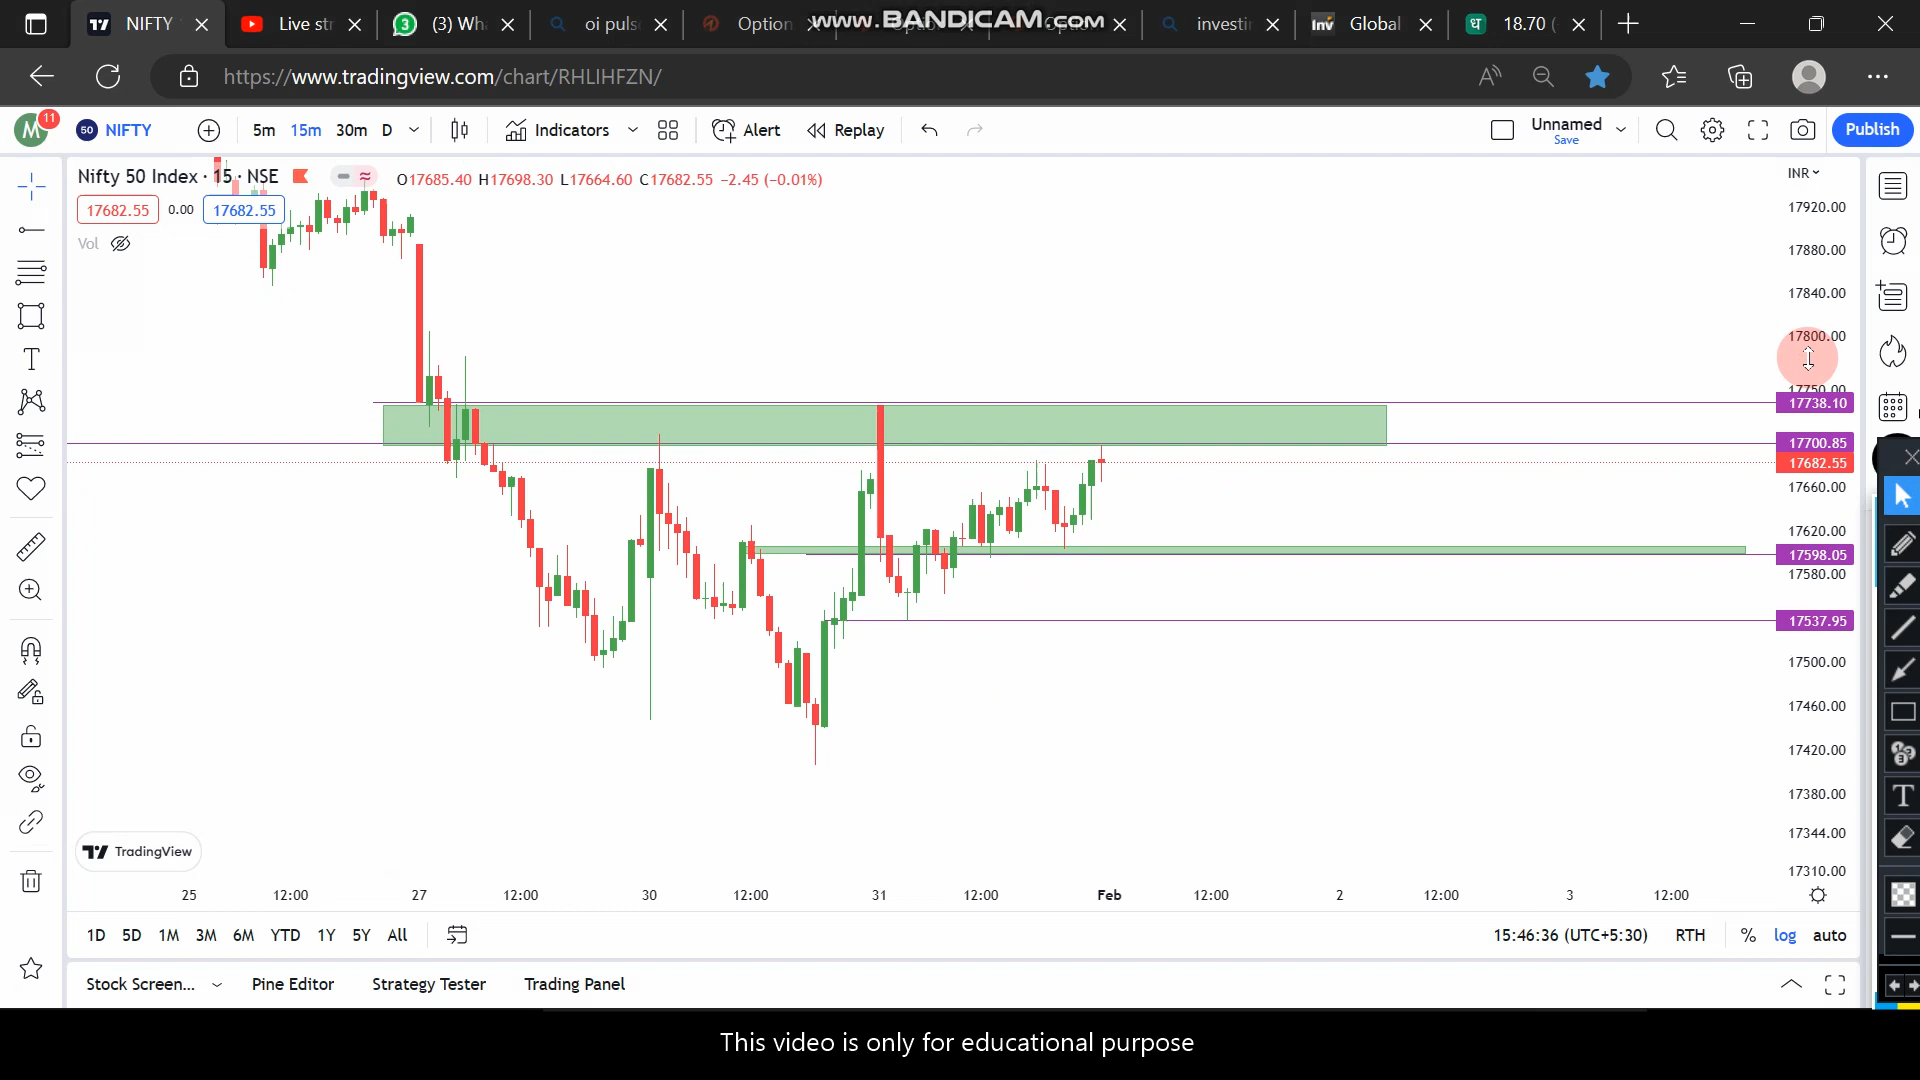 NIFTY
Live str
(3) Wh
oi puls
Option
www.BANDICAM.com
investi
Inv Global
ध 18.70 (
https://www.tradingview.com/chart/RHLIHFZN/
M 11
50 NIFTY
5m 15m 30m D
Indicators
Alert
Replay
Unnamed
Save
Publish
Nifty 50 Index · 15 · NSE
O17685.40 H17698.30 L17664.60 C17682.55 −2.45 (−0.01%)
INR
17682.55 0.00 17682.55
Vol
17920.00
17880.00
17840.00
17800.00
17750.00
17738.10
17700.85
17682.55
17660.00
17620.00
17598.05
17580.00
17537.95
17500.00
17460.00
17420.00
17380.00
17344.00
17310.00
TradingView
25 12:00 27 12:00 30 12:00 31 12:00 Feb 12:00 2 12:00 3 12:00
1D 5D 1M 3M 6M YTD 1Y 5Y All
15:46:36 (UTC+5:30) RTH % log auto
Stock Screen... Pine Editor Strategy Tester Trading Panel
This video is only for educational purpose